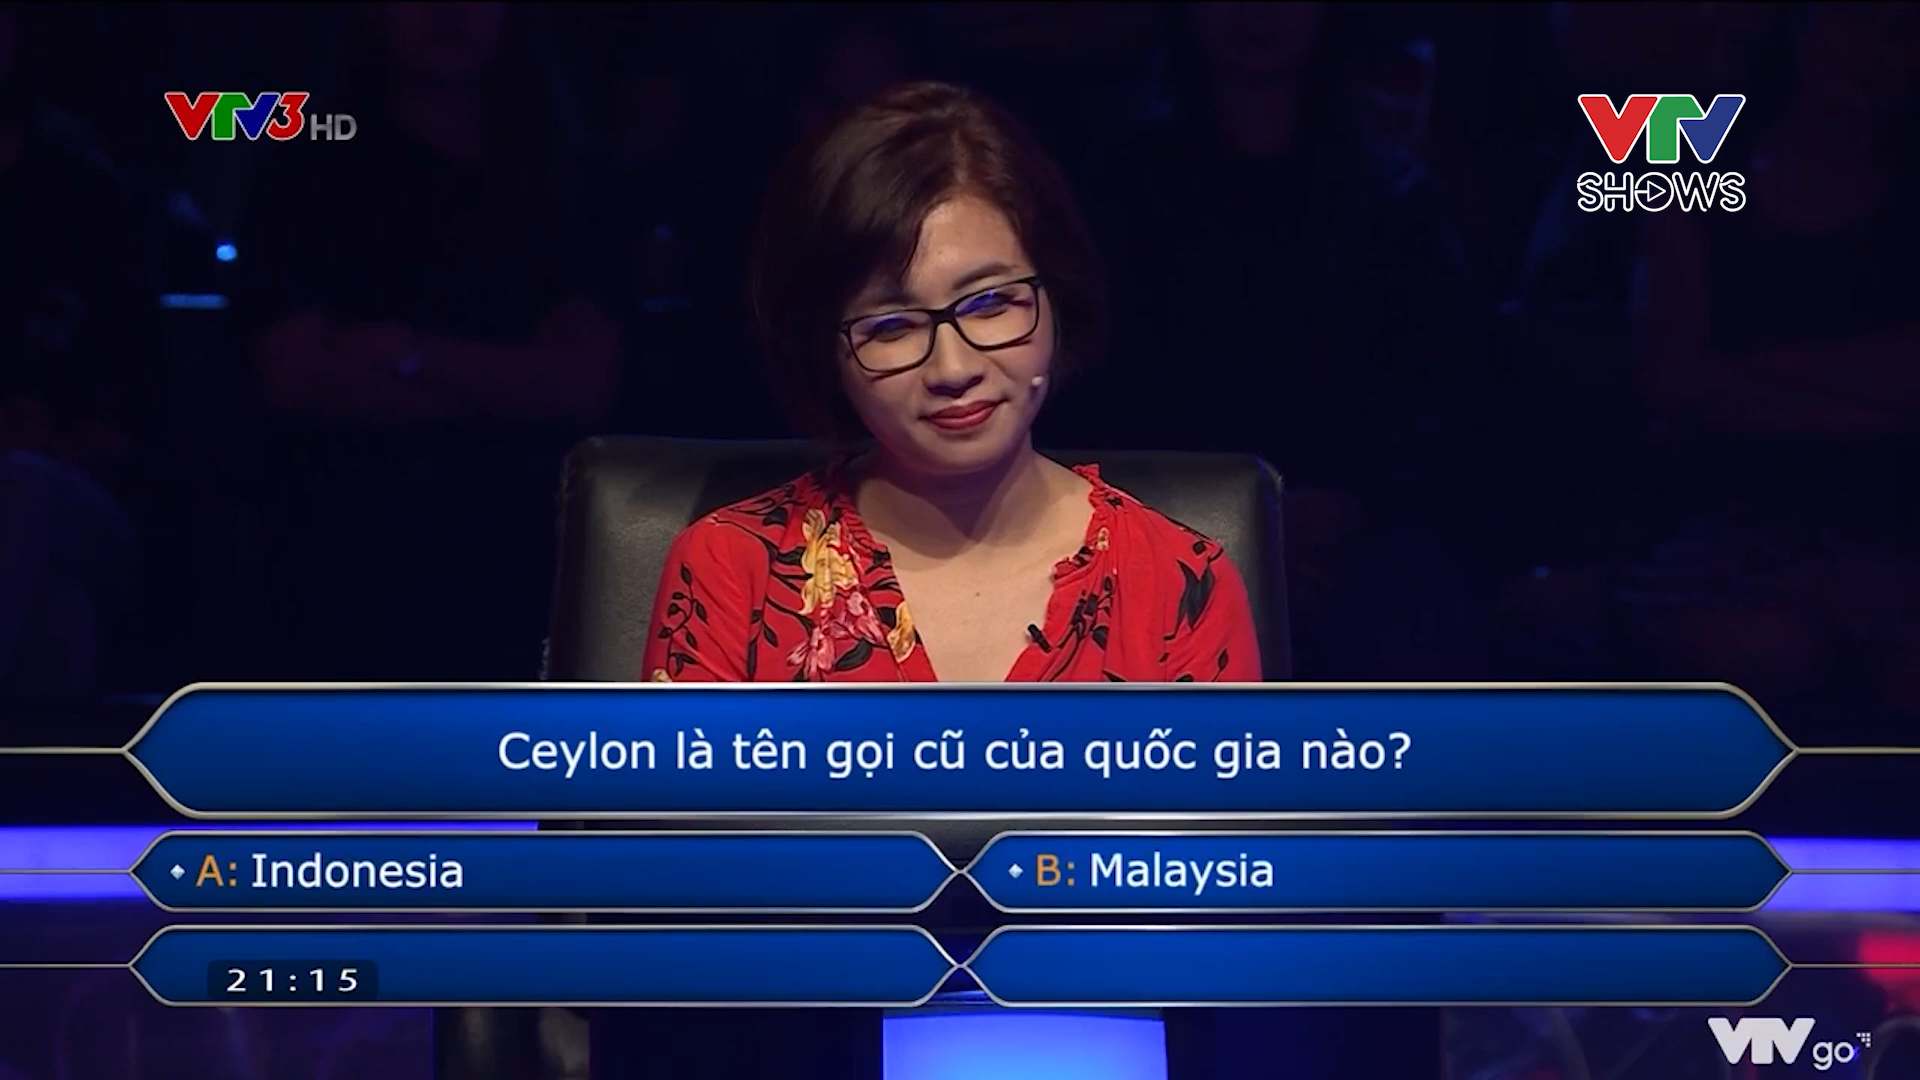 VTV3 HD
VTV
SHOWS
Ceylon là tên gọi cũ của quốc gia nào?
A: Indonesia
B: Malaysia
21:15
VTV go